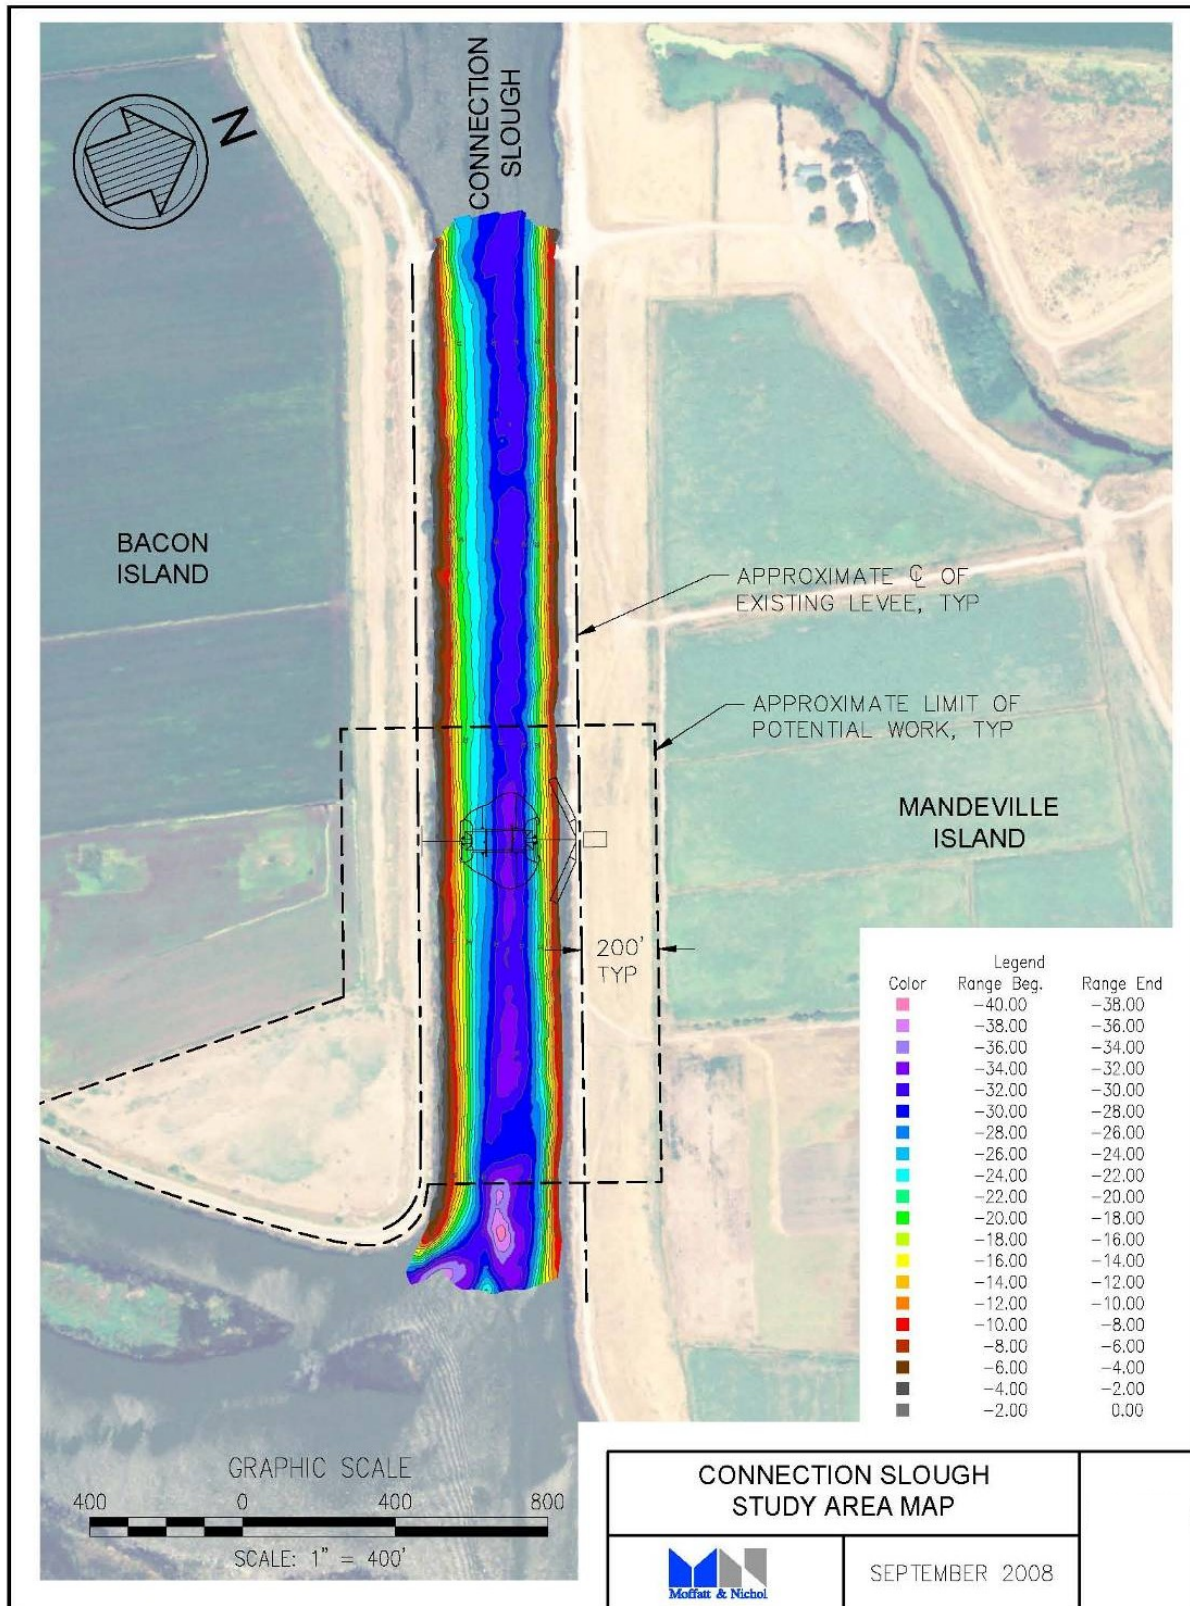 CONNECTION
SLOUGH
N
BACON
ISLAND
APPROXIMATE ℄ OF
EXISTING LEVEE, TYP
APPROXIMATE LIMIT OF
POTENTIAL WORK, TYP
MANDEVILLE
ISLAND
200'
TYP
Legend
Color Range Beg. Range End
-40.00 -38.00
-38.00 -36.00
-36.00 -34.00
-34.00 -32.00
-32.00 -30.00
-30.00 -28.00
-28.00 -26.00
-26.00 -24.00
-24.00 -22.00
-22.00 -20.00
-20.00 -18.00
-18.00 -16.00
-16.00 -14.00
-14.00 -12.00
-12.00 -10.00
-10.00 -8.00
-8.00 -6.00
-6.00 -4.00
-4.00 -2.00
-2.00 0.00
GRAPHIC SCALE
400 0 400 800
SCALE: 1" = 400'
CONNECTION SLOUGH
STUDY AREA MAP
Moffatt & Nichol
SEPTEMBER 2008